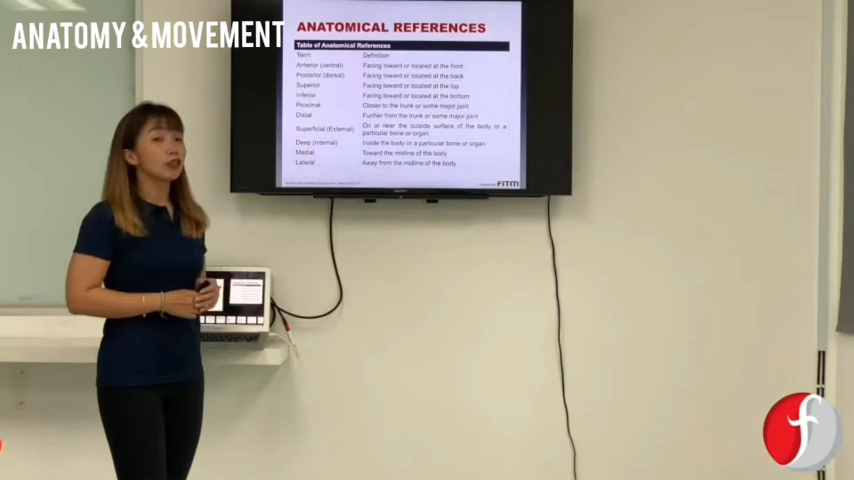 ANATOMY & MOVEMENT
ANATOMICAL REFERENCES
Table of Anatomical References
Term Definition
Anterior (ventral) Facing toward or located at the front
Posterior (dorsal) Facing toward or located at the back
Superior Facing toward or located at the top
Inferior Facing toward or located at the bottom
Proximal Closer to the trunk or some major joint
Distal Further from the trunk or some major joint
Superficial (External) On or near the outside surface of the body or a
particular bone or organ
Deep (Internal) Inside the body or a particular bone or organ
Medial Toward the midline of the body
Lateral Away from the midline of the body
FITM
f